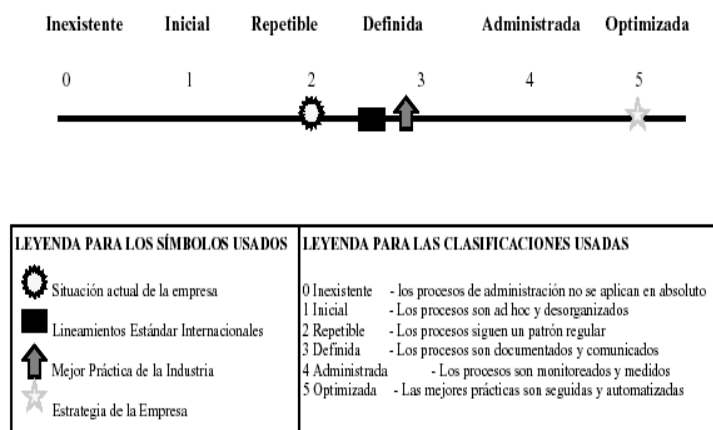 Inexistente Inicial Repetible Definida Administrada Optimizada
0 1 2 3 4 5
LEYENDA PARA LOS SÍMBOLOS USADOS
Situación actual de la empresa
Lineamientos Estándar Internacionales
Mejor Práctica de la Industria
Estrategia de la Empresa
LEYENDA PARA LAS CLASIFICACIONES USADAS
0 Inexistente - los procesos de administración no se aplican en absoluto
1 Inicial - Los procesos son ad hoc y desorganizados
2 Repetible - Los procesos siguen un patrón regular
3 Definida - Los procesos son documentados y comunicados
4 Administrada - Los procesos son monitoreados y medidos
5 Optimizada - Las mejores prácticas son seguidas y automatizadas